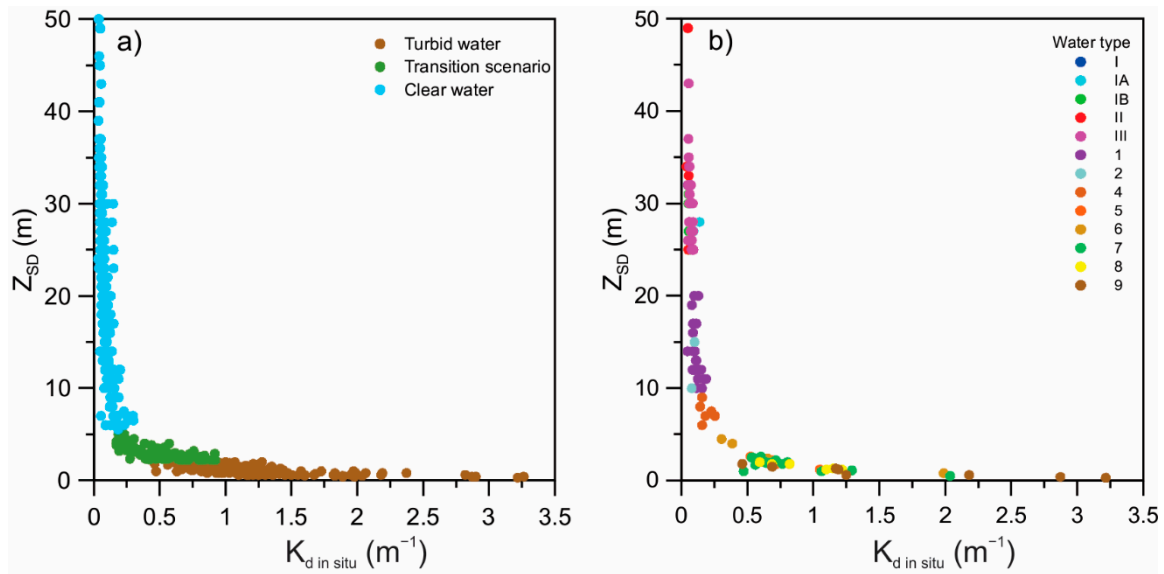 a)
Turbid water
Transition scenario
Clear water
50
40
30
20
10
0
Z_SD (m)
0 0.5 1 1.5 2 2.5 3 3.5
K_d in situ (m⁻¹)
b)
Water type
I
IA
IB
II
III
1
2
4
5
6
7
8
9
50
40
30
20
10
0
Z_SD (m)
0 0.5 1 1.5 2 2.5 3 3.5
K_d in situ (m⁻¹)